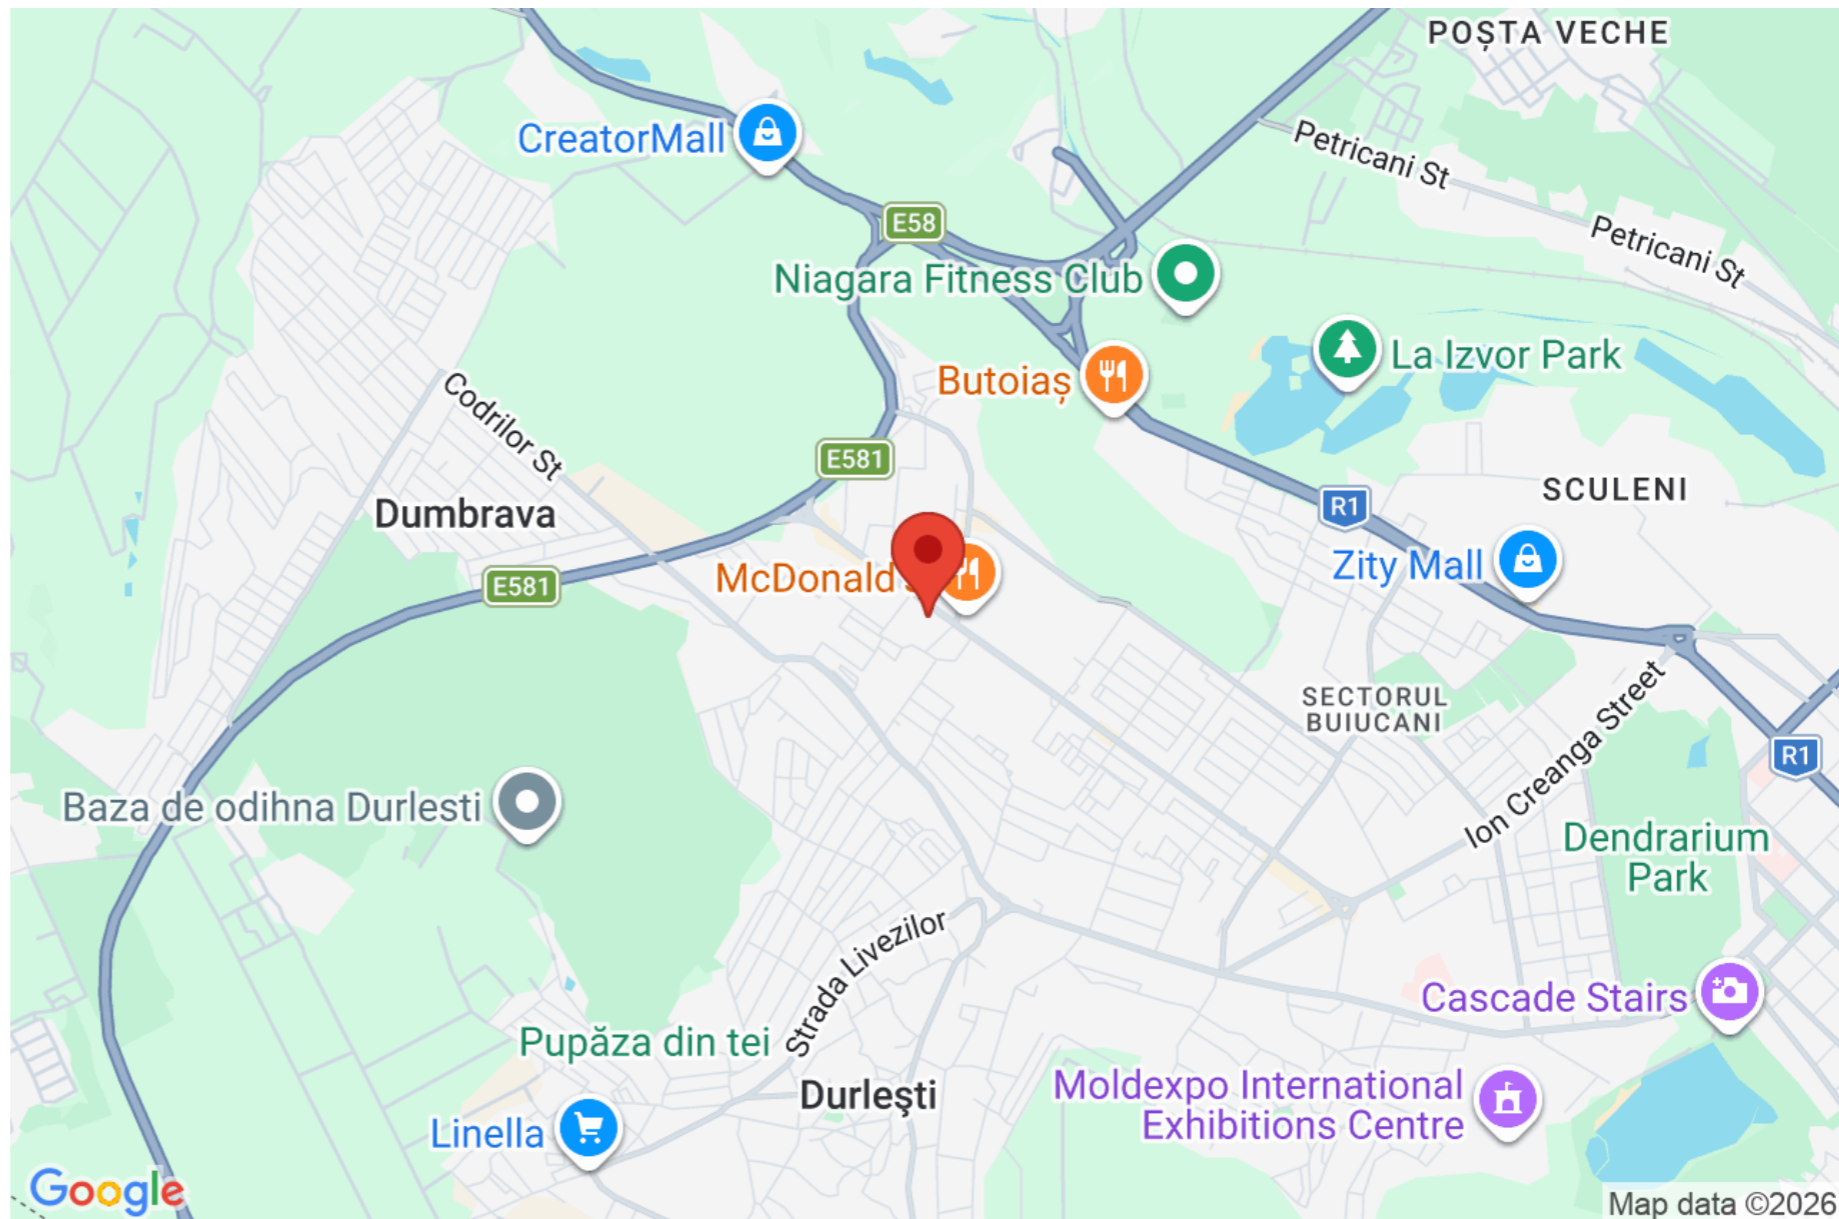 POȘTA VECHE
CreatorMall
Petricani St
E58
Petricani St
Niagara Fitness Club
La Izvor Park
Butoiaș
Codrilor St
E581
SCULENI
Dumbrava
R1
Zity Mall
McDonald's
E581
SECTORUL
BUIUCANI
Ion Creanga Street
R1
Baza de odihna Durlesti
Dendrarium
Park
Strada Livezilor
Cascade Stairs
Pupăza din tei
Durleşti
Moldexpo International
Exhibitions Centre
Linella
Google
Map data ©2026